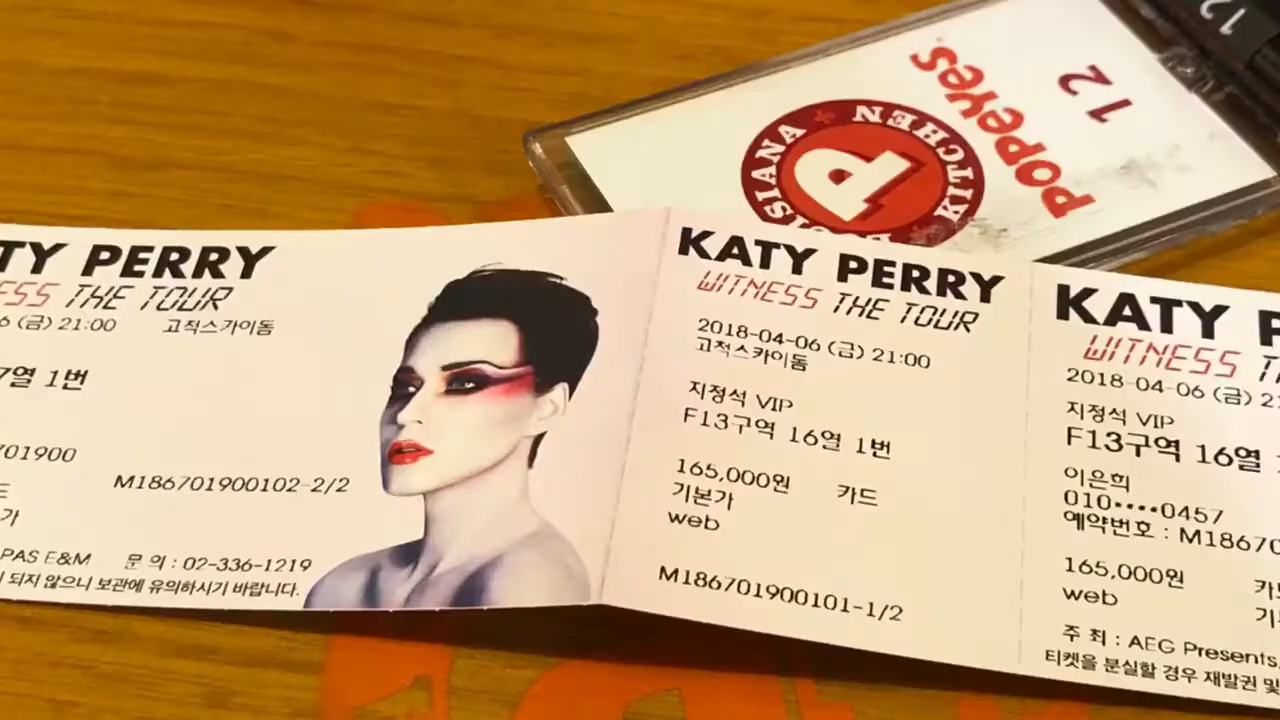 TY PERRY
ESS THE TOUR
6 (금) 21:00 고척스카이돔
7열 1번
701900
M186701900102-2/2
PAS E&M 문 의 : 02-336-1219
되지 않으니 보관에 유의하시기 바랍니다.
KATY PERRY
WITNESS THE TOUR
2018-04-06 (금) 21:00
고척스카이돔
지정석 VIP
F13구역 16열 1번
165,000원 카드
기본가
web
M186701900101-1/2
KATY P
WITNESS TH
2018-04-06 (금) 21
지정석 VIP
F13구역 16열
이은희
010••••0457
예약번호 : M18670
165,000원 카드
web 기
주 최 : AEG Presents,
티켓을 분실할 경우 재발권 및
POPEYES
12
KITCHEN
12